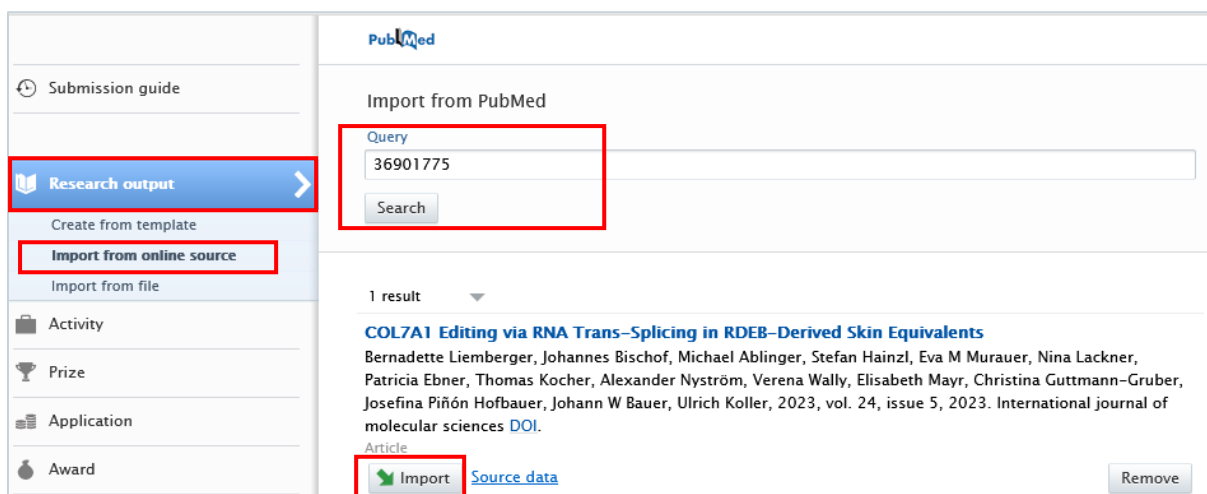 PubMed
Submission guide
Import from PubMed
Query
36901775
Research output
Search
Create from template
Import from online source
Import from file
1 result
Activity
COL7A1 Editing via RNA Trans-Splicing in RDEB-Derived Skin Equivalents
Bernadette Liemberger, Johannes Bischof, Michael Ablinger, Stefan Hainzl, Eva M Murauer, Nina Lackner,
Patricia Ebner, Thomas Kocher, Alexander Nyström, Verena Wally, Elisabeth Mayr, Christina Guttmann-Gruber,
Josefina Piñón Hofbauer, Johann W Bauer, Ulrich Koller, 2023, vol. 24, issue 5, 2023. International journal of
molecular sciences DOI.
Prize
Application
Article
Award
Import Source data Remove